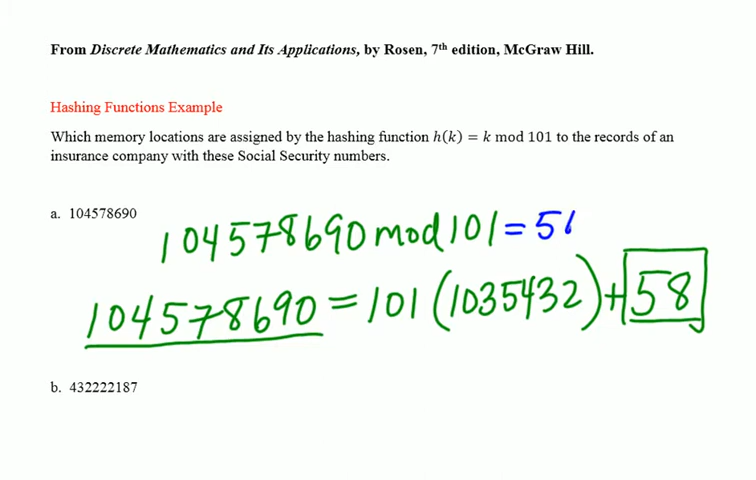 From Discrete Mathematics and Its Applications, by Rosen, 7th edition, McGraw Hill.
Hashing Functions Example
Which memory locations are assigned by the hashing function h(k) = k mod 101 to the records of an
insurance company with these Social Security numbers.
a. 104578690
104578690 mod 101 = 5
104578690 = 101 (1035432) + 58
b. 432222187